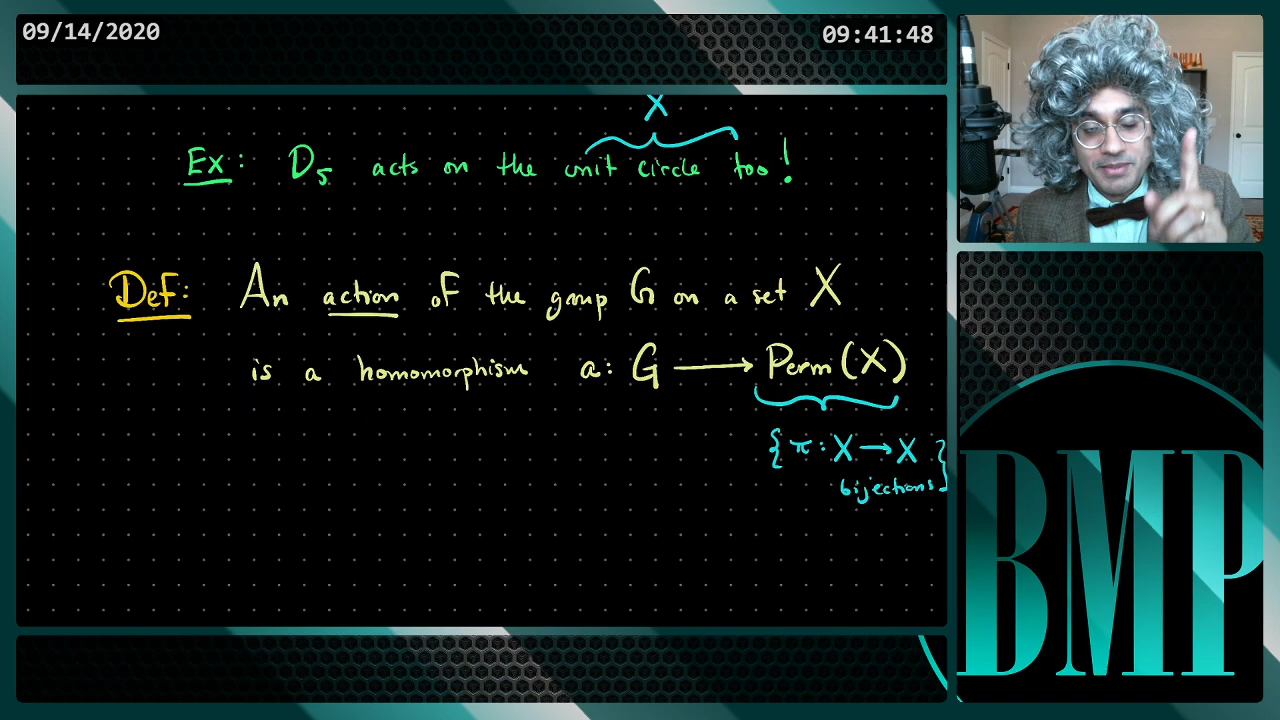 09/14/2020
09:41:48
X
Ex: D5 acts on the unit circle too!
Def: An action of the group G on a set X
is a homomorphism a: G ⟶ Perm(X)
{π: X → X }
bijections
BMP